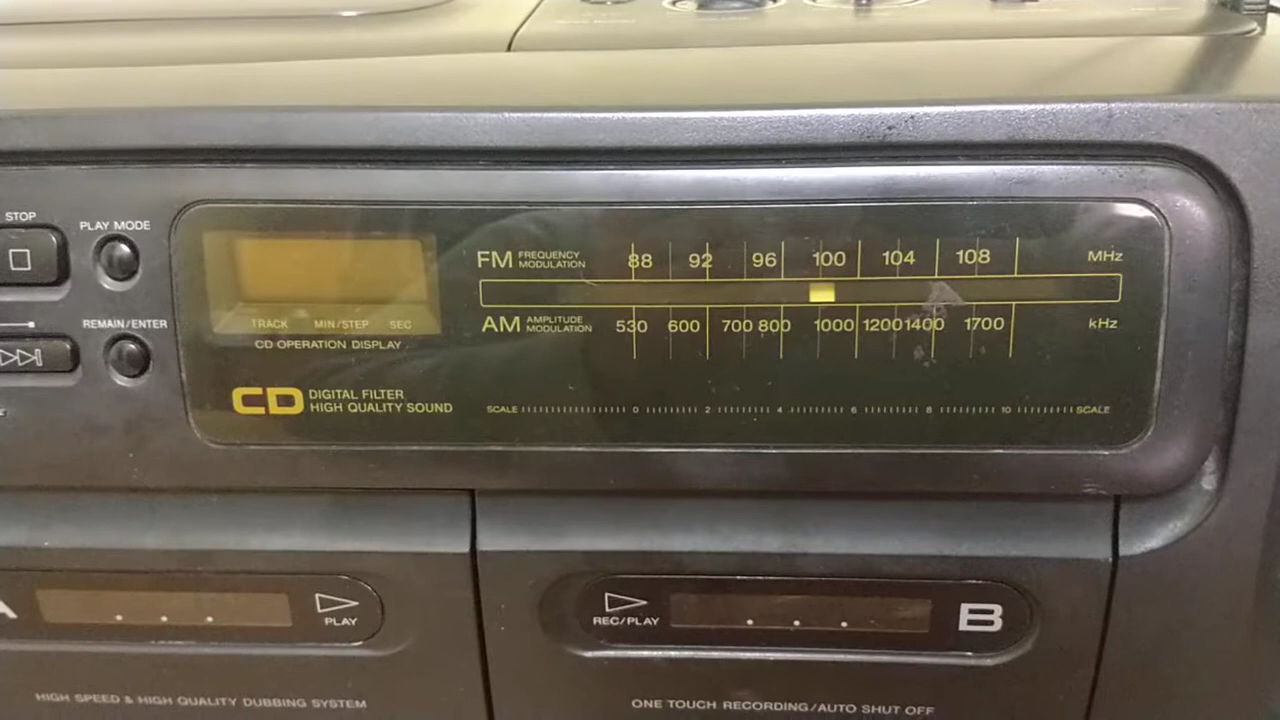 STOP
PLAY MODE
REMAIN/ENTER
TRACK MIN/STEP SEC
CD OPERATION DISPLAY
CD DIGITAL FILTER
HIGH QUALITY SOUND
FM FREQUENCY MODULATION 88 92 96 100 104 108 MHz
AM AMPLITUDE MODULATION 530 600 700 800 1000 1200 1400 1700 kHz
SCALE 0 2 4 6 8 10 SCALE
A
PLAY
REC/PLAY
B
HIGH SPEED & HIGH QUALITY DUBBING SYSTEM
ONE TOUCH RECORDING/AUTO SHUT OFF